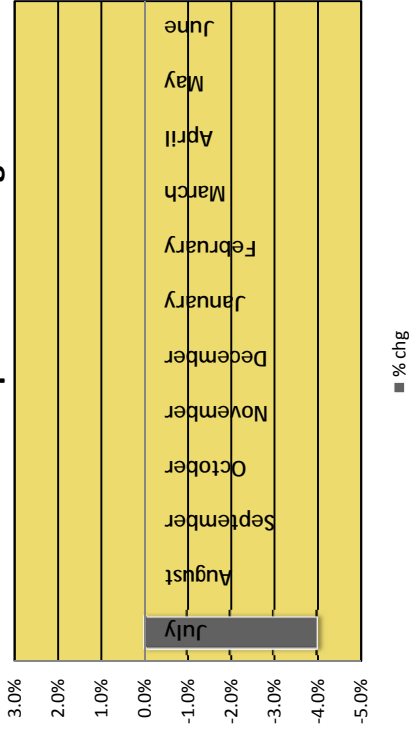 3.0%
2.0%
1.0%
0.0%
-1.0%
-2.0%
-3.0%
-4.0%
-5.0%
July
August
September
October
November
December
January
February
March
April
May
June
% chg